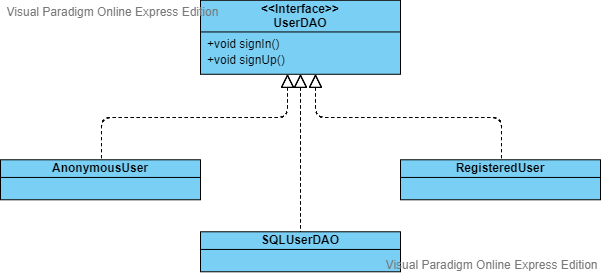 Visual Paradigm Online Express Edition
<<Interface>>
UserDAO
+void signIn()
+void signUp()
AnonymousUser
RegisteredUser
SQLUserDAO
Visual Paradigm Online Express Edition